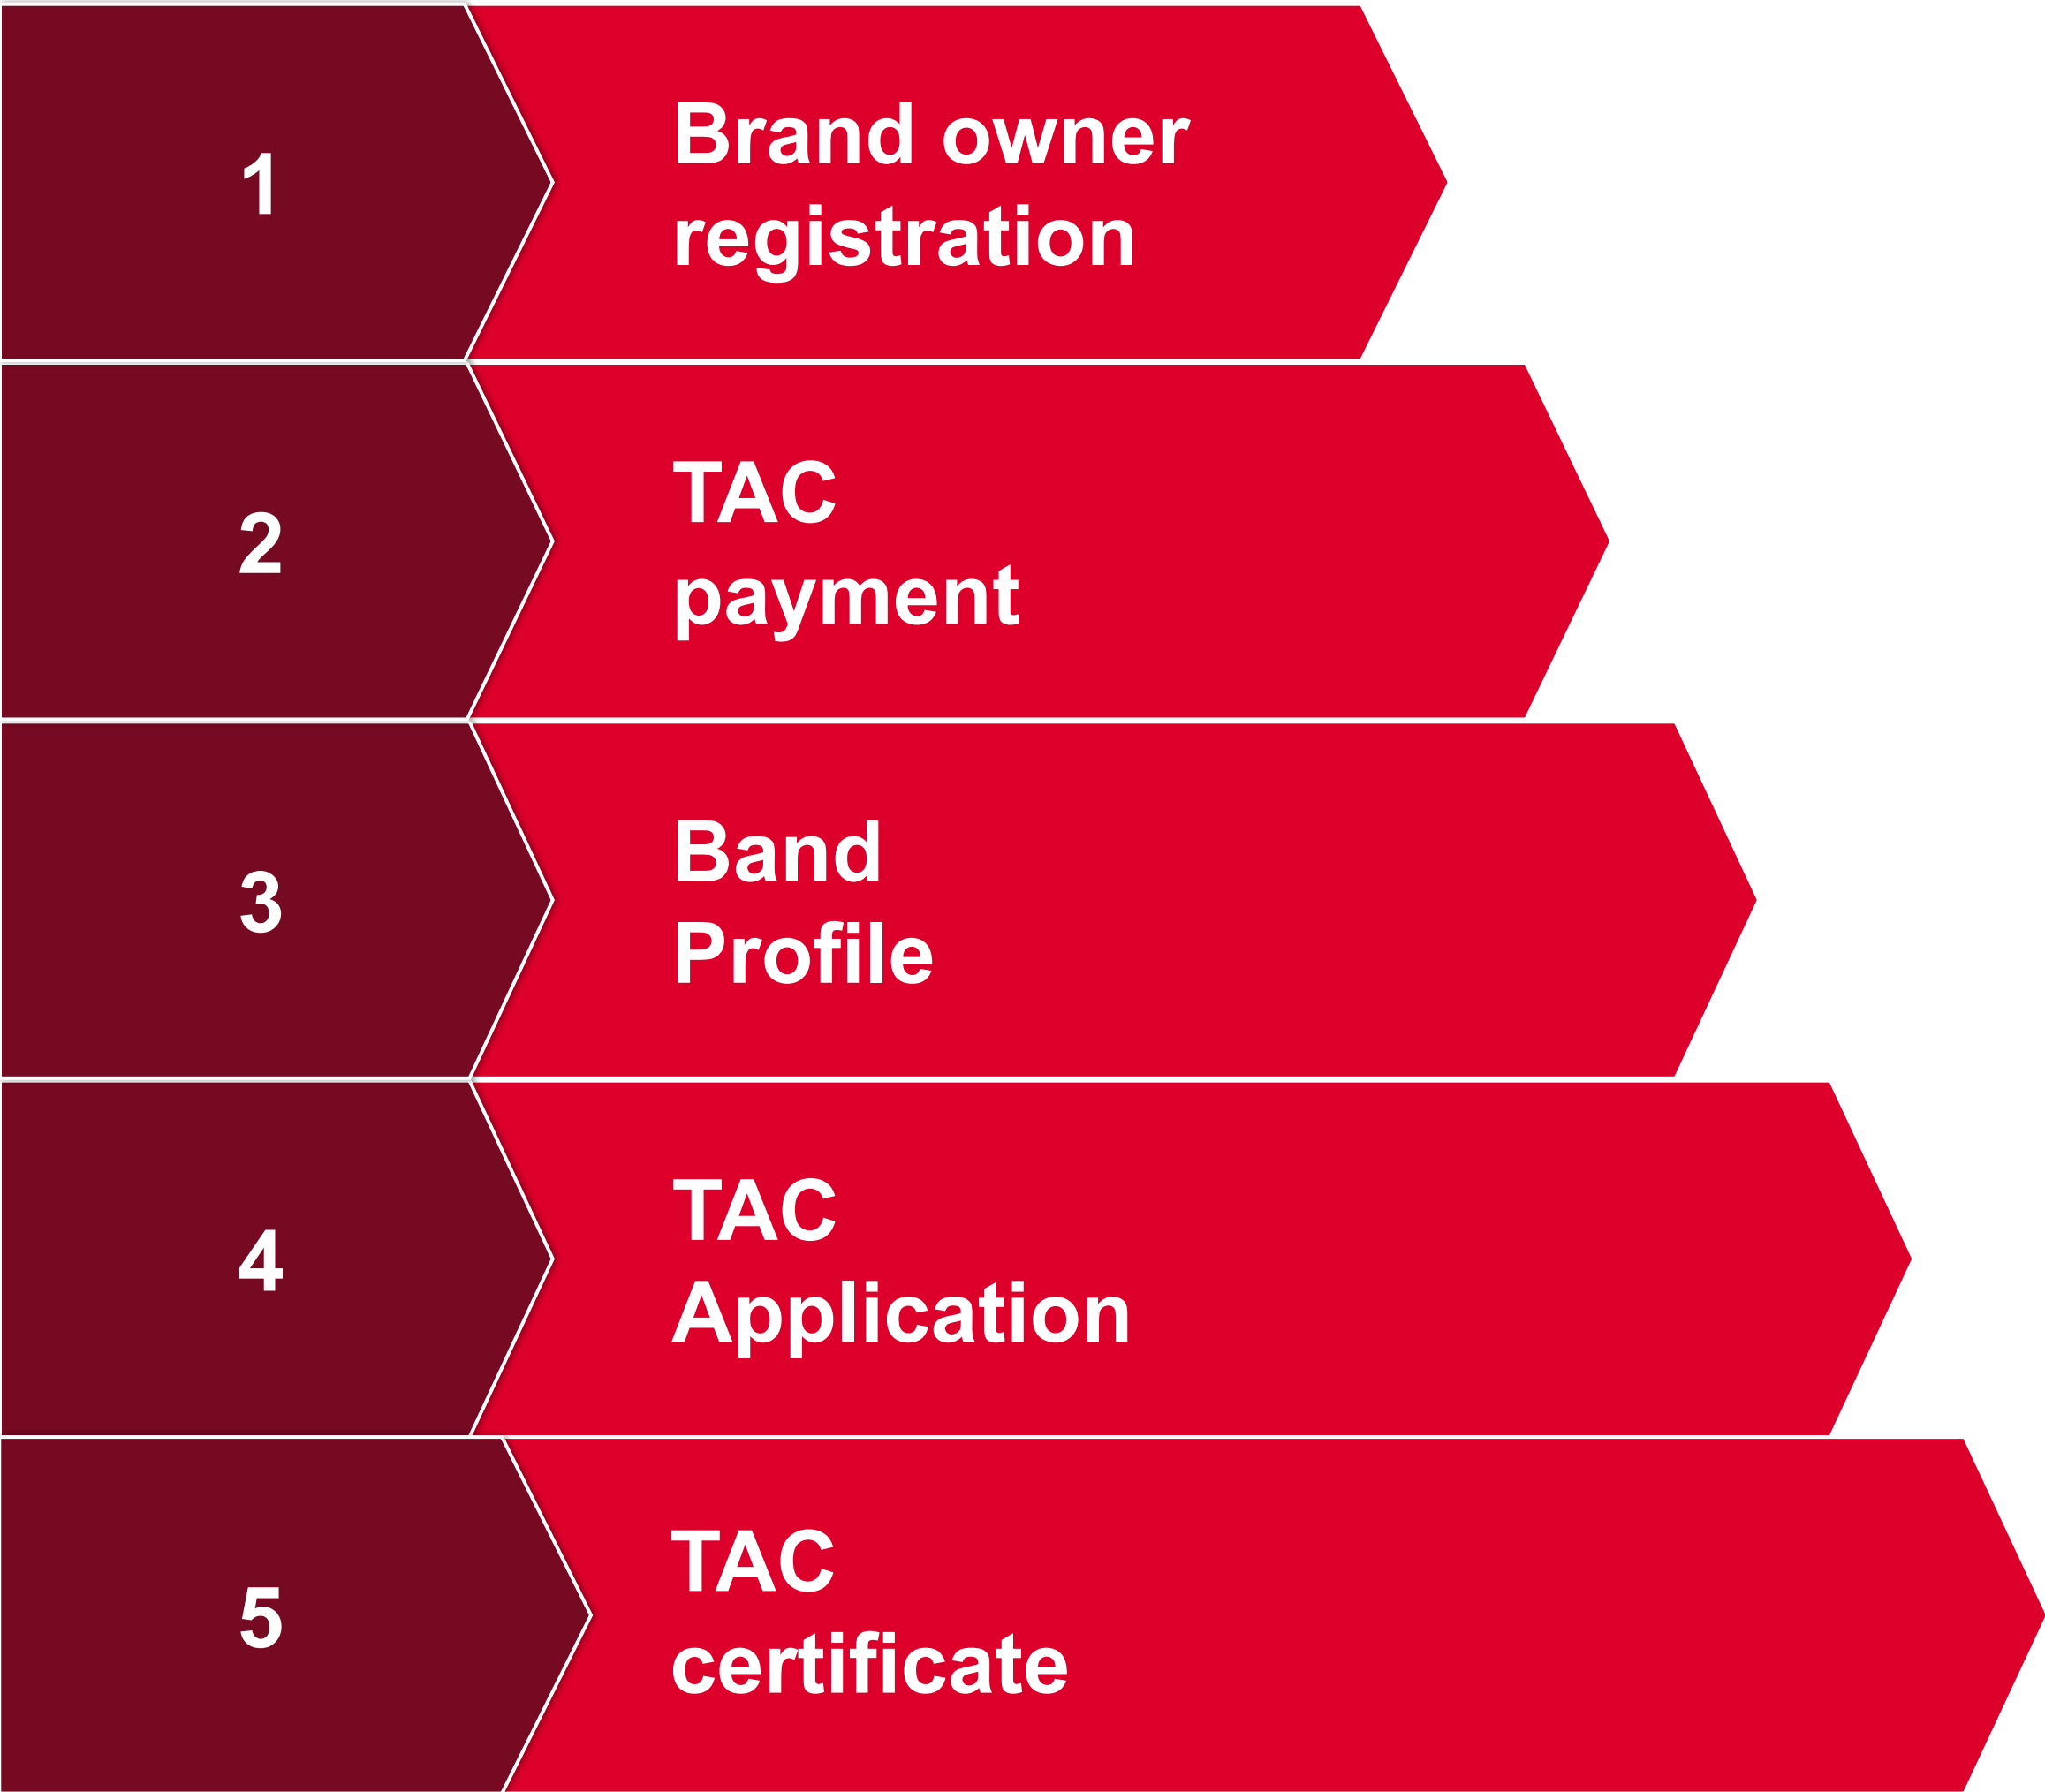 1
Brand owner
registration
2
TAC
payment
3
Band
Profile
4
TAC
Application
5
TAC
certificate